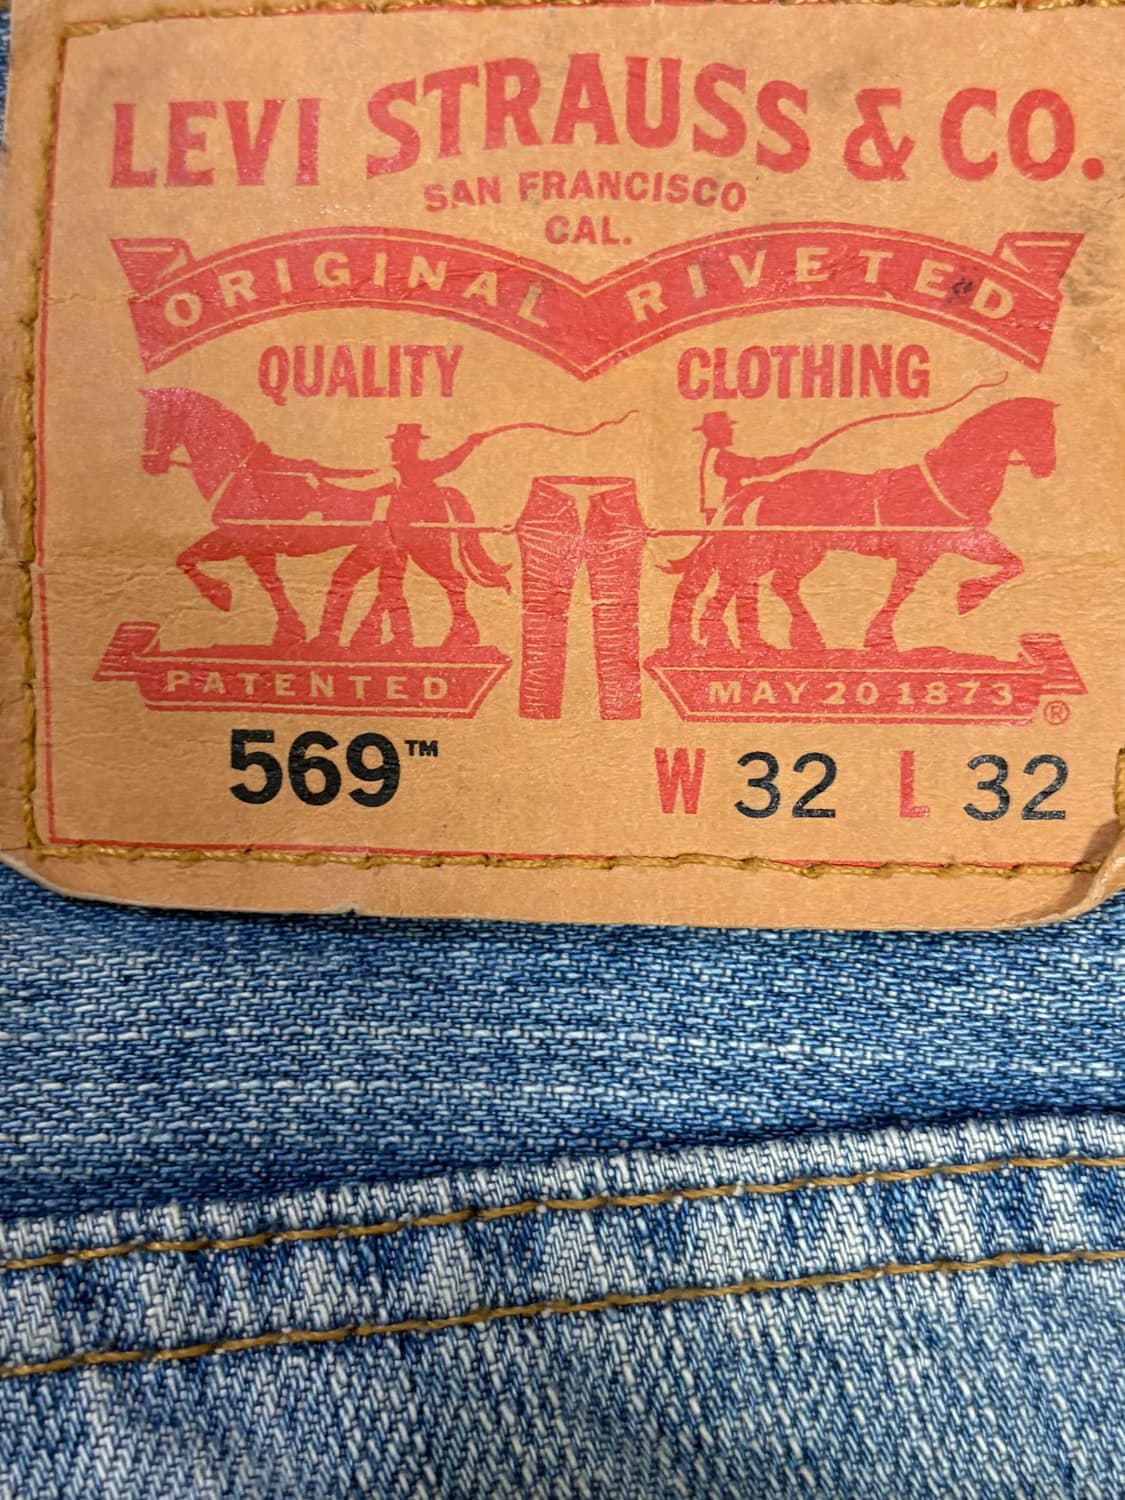 LEVI STRAUSS & CO.
SAN FRANCISCO
CAL.
ORIGINAL RIVETED
QUALITY CLOTHING
PATENTED MAY 20 1873 ®
569™ W 32 L 32